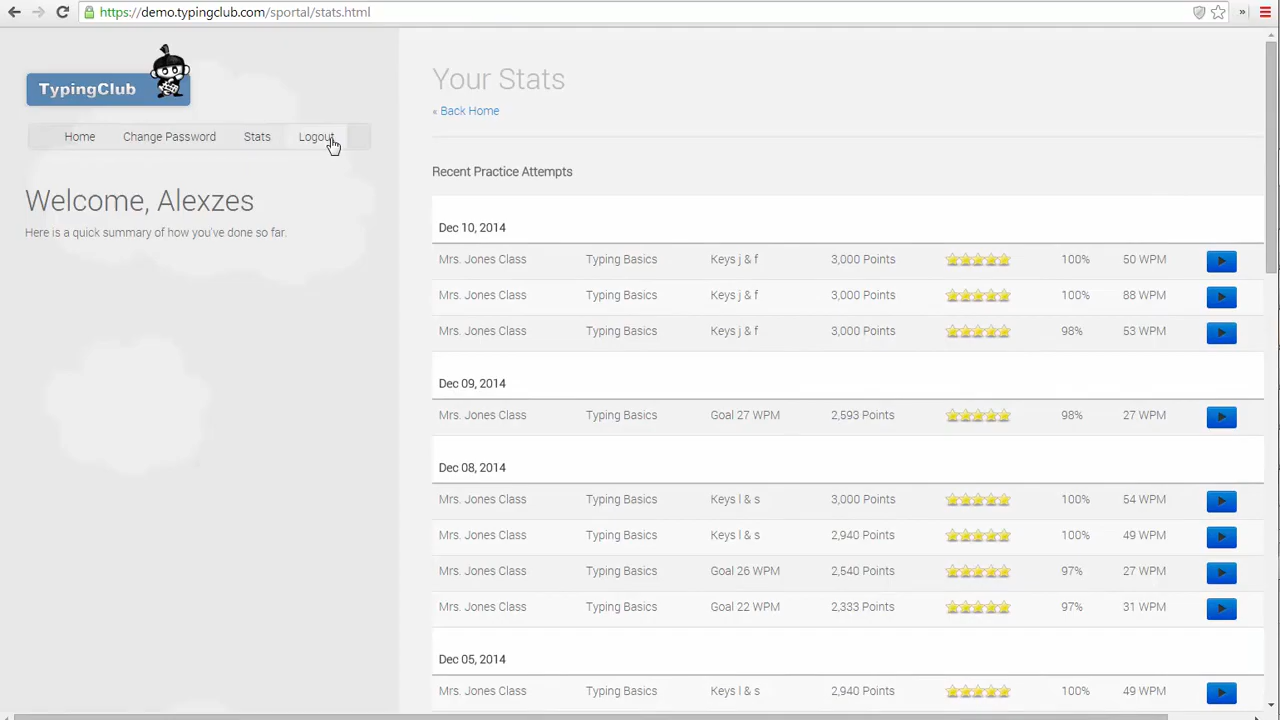 https://demo.typingclub.com/sportal/stats.html
TypingClub
Home Change Password Stats Logout
Welcome, Alexzes
Here is a quick summary of how you've done so far.
Your Stats
« Back Home
Recent Practice Attempts
Dec 10, 2014
Mrs. Jones Class Typing Basics Keys j & f 3,000 Points 100% 50 WPM
Mrs. Jones Class Typing Basics Keys j & f 3,000 Points 100% 88 WPM
Mrs. Jones Class Typing Basics Keys j & f 3,000 Points 98% 53 WPM
Dec 09, 2014
Mrs. Jones Class Typing Basics Goal 27 WPM 2,593 Points 98% 27 WPM
Dec 08, 2014
Mrs. Jones Class Typing Basics Keys l & s 3,000 Points 100% 54 WPM
Mrs. Jones Class Typing Basics Keys l & s 2,940 Points 100% 49 WPM
Mrs. Jones Class Typing Basics Goal 26 WPM 2,540 Points 97% 27 WPM
Mrs. Jones Class Typing Basics Goal 22 WPM 2,333 Points 97% 31 WPM
Dec 05, 2014
Mrs. Jones Class Typing Basics Keys l & s 2,940 Points 100% 49 WPM